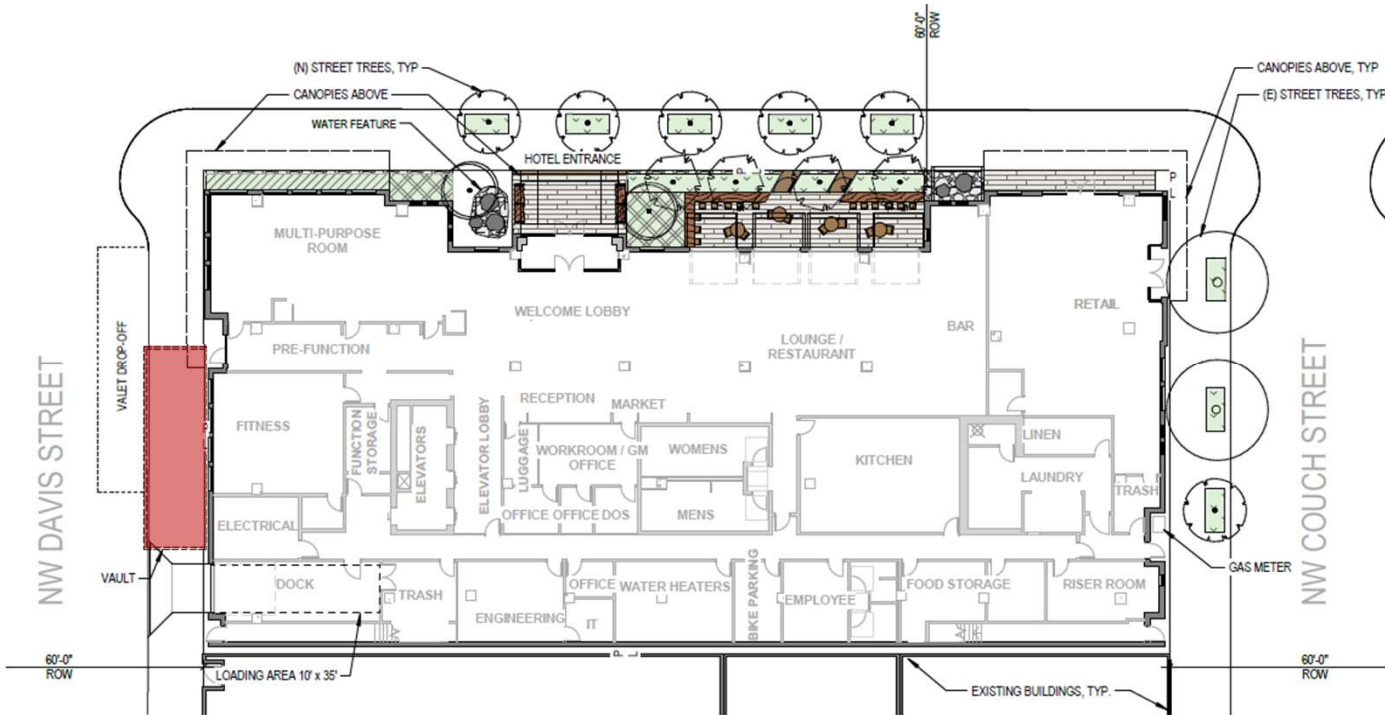 60'-0"
ROW
(N) STREET TREES, TYP
CANOPIES ABOVE
WATER FEATURE
HOTEL ENTRANCE
CANOPIES ABOVE, TYP
(E) STREET TREES, TYP
P
L
P
L
MULTI-PURPOSE
ROOM
WELCOME LOBBY
RETAIL
BAR
LOUNGE /
RESTAURANT
PRE-FUNCTION
VALET DROP-OFF
NW DAVIS STREET
FITNESS
FUNCTION
STORAGE
ELEVATORS
ELEVATOR LOBBY
RECEPTION
MARKET
LUGGAGE
WORKROOM / GM
OFFICE
WOMENS
MENS
KITCHEN
LINEN
LAUNDRY
TRASH
NW COUCH STREET
ELECTRICAL
OFFICE
OFFICE
DOS
VAULT
DOCK
TRASH
ENGINEERING
OFFICE
IT
WATER HEATERS
BIKE PARKING
EMPLOYEE
FOOD STORAGE
RISER ROOM
GAS METER
P
L
60'-0"
ROW
LOADING AREA 10' x 35'
EXISTING BUILDINGS, TYP.
60'-0"
ROW